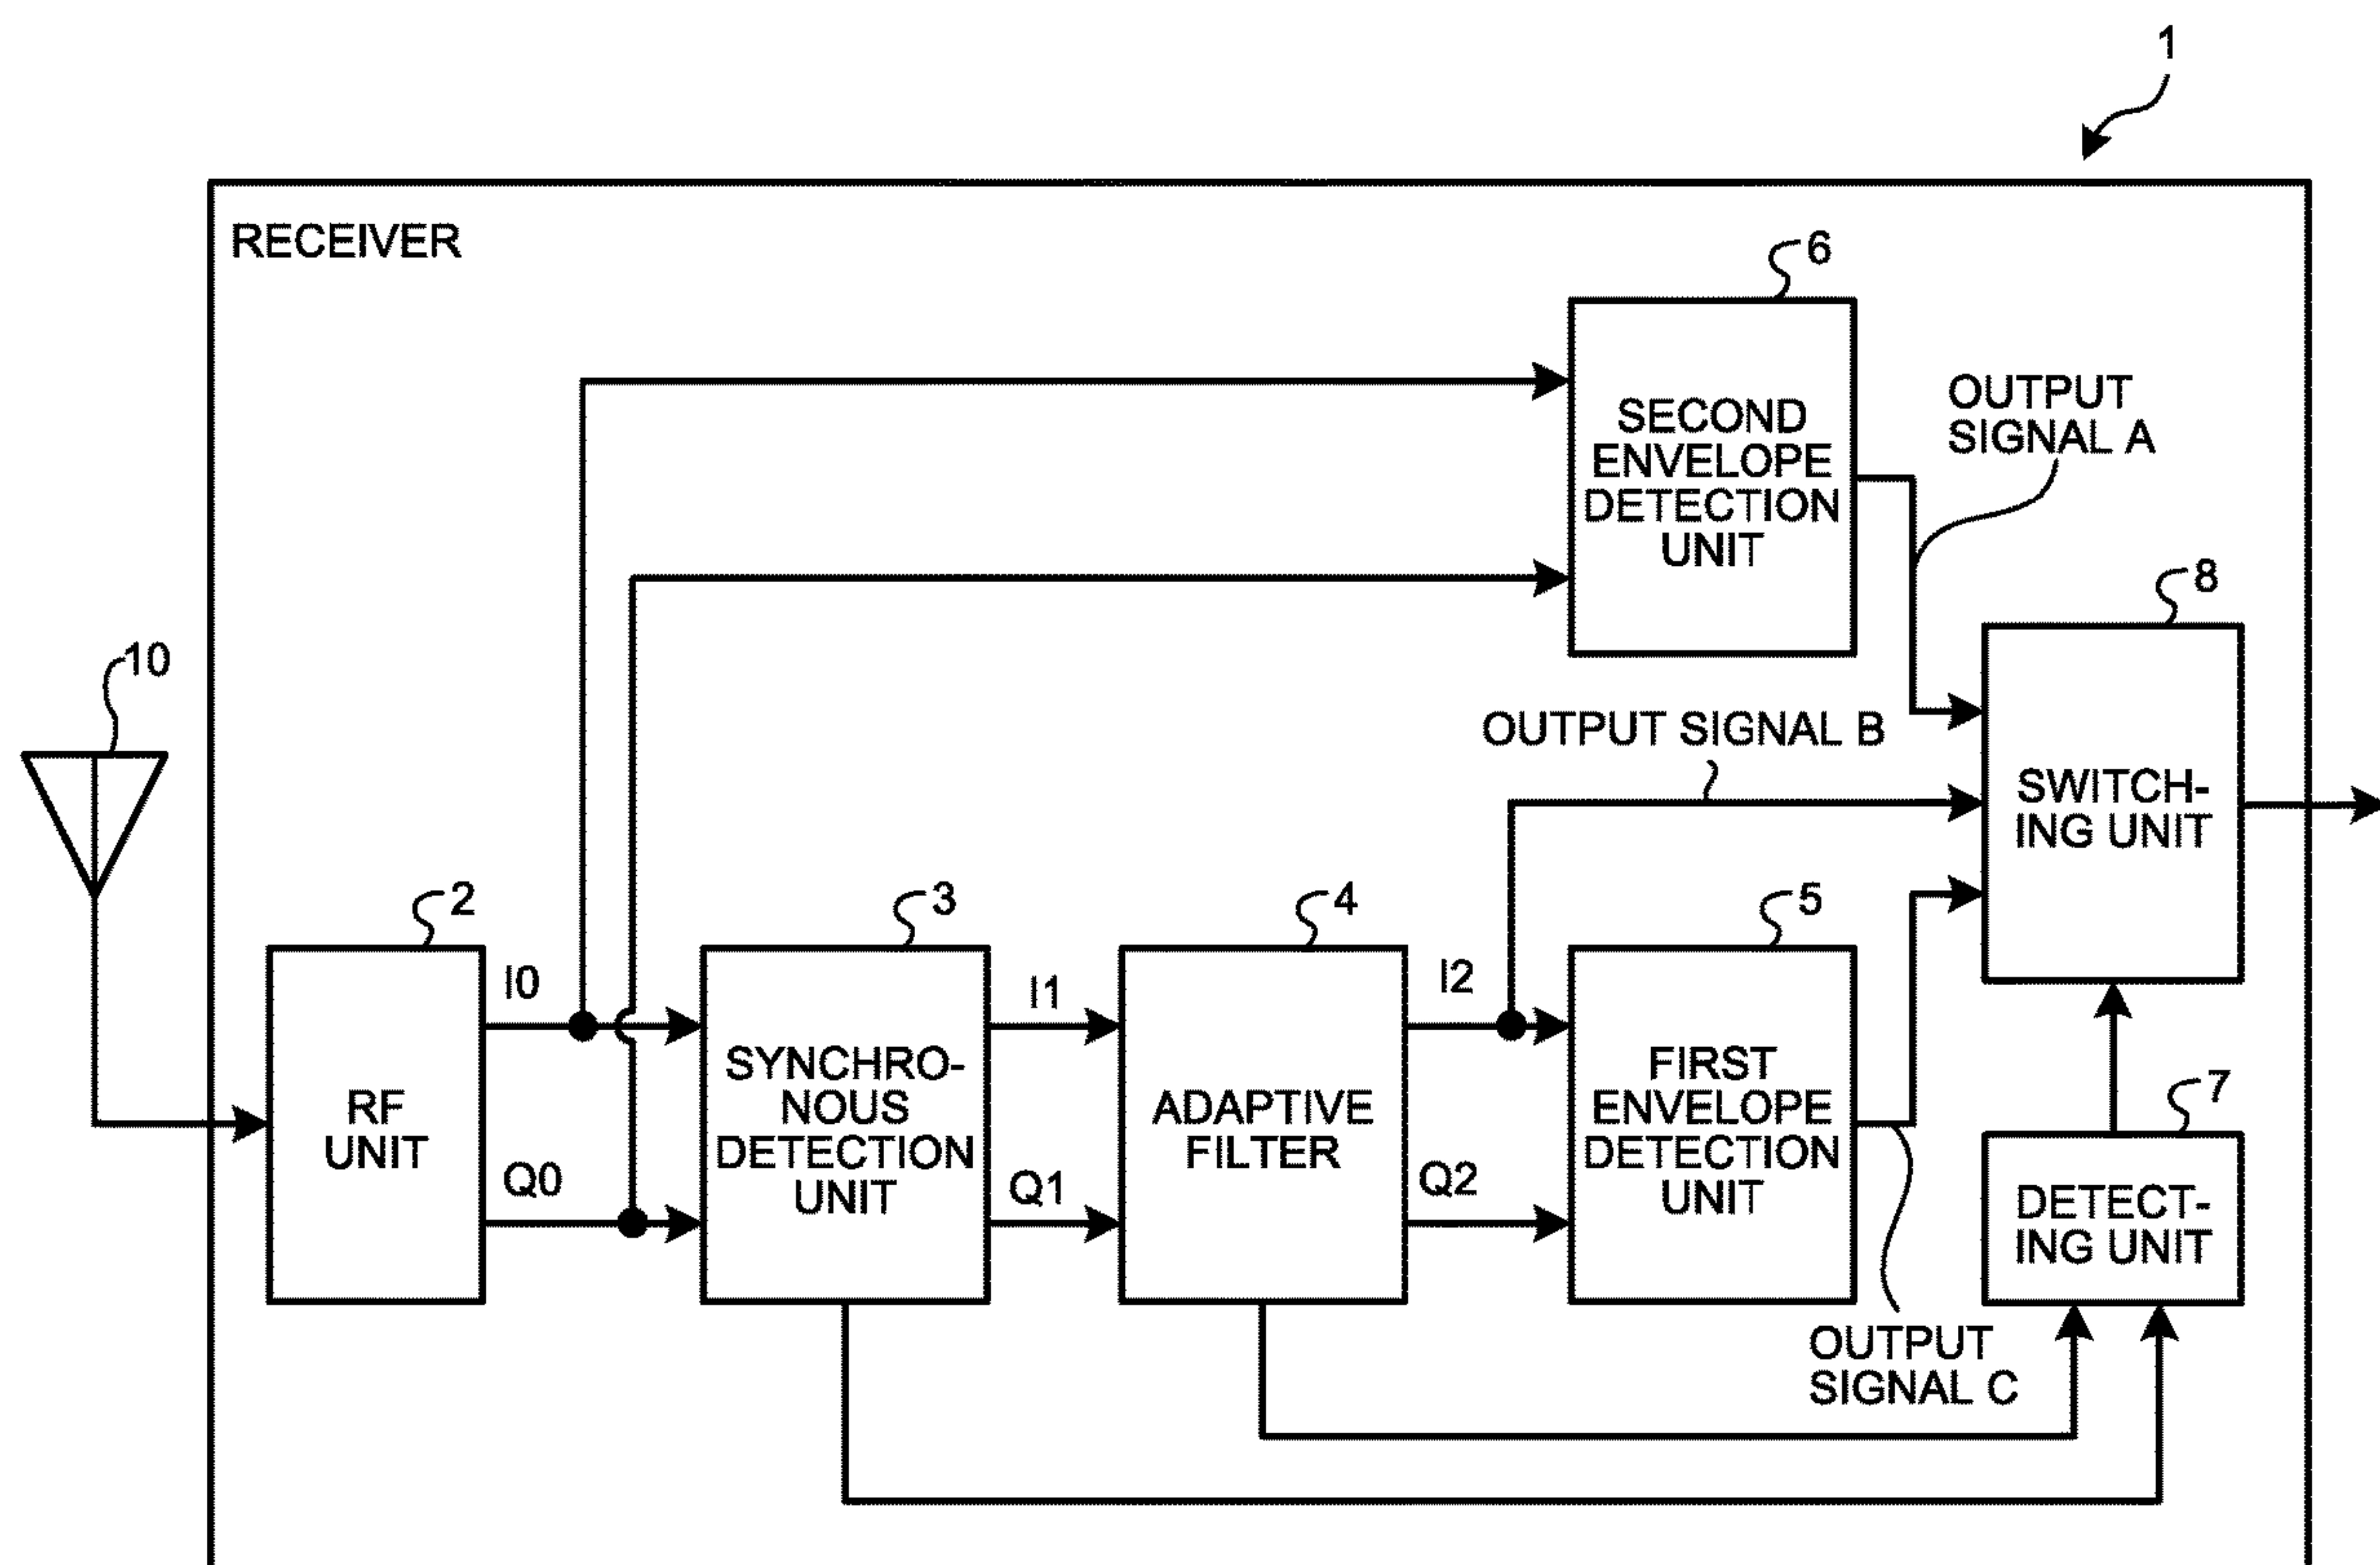 1
RECEIVER
6
SECOND
ENVELOPE
DETECTION
UNIT
OUTPUT
SIGNAL A
8
10
OUTPUT SIGNAL B
SWITCH-
ING UNIT
2
3
4
5
I0
I1
I2
RF
UNIT
SYNCHRO-
NOUS
DETECTION
UNIT
ADAPTIVE
FILTER
FIRST
ENVELOPE
DETECTION
UNIT
7
Q0
Q1
Q2
DETECT-
ING UNIT
OUTPUT
SIGNAL C